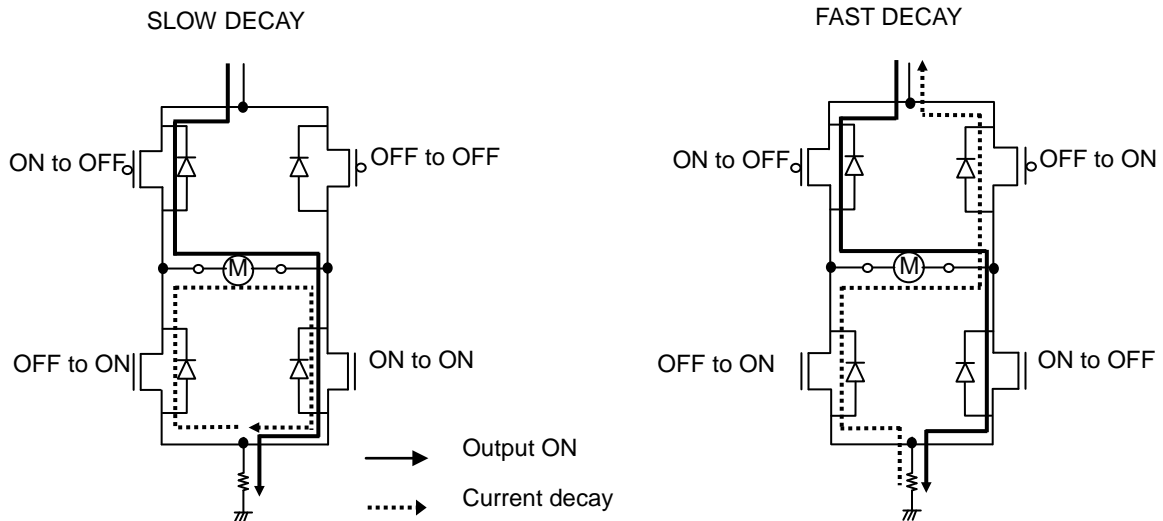 SLOW DECAY
FAST DECAY
ON to OFF
OFF to OFF
ON to OFF
OFF to ON
M
M
OFF to ON
ON to ON
OFF to ON
ON to OFF
Output ON
Current decay